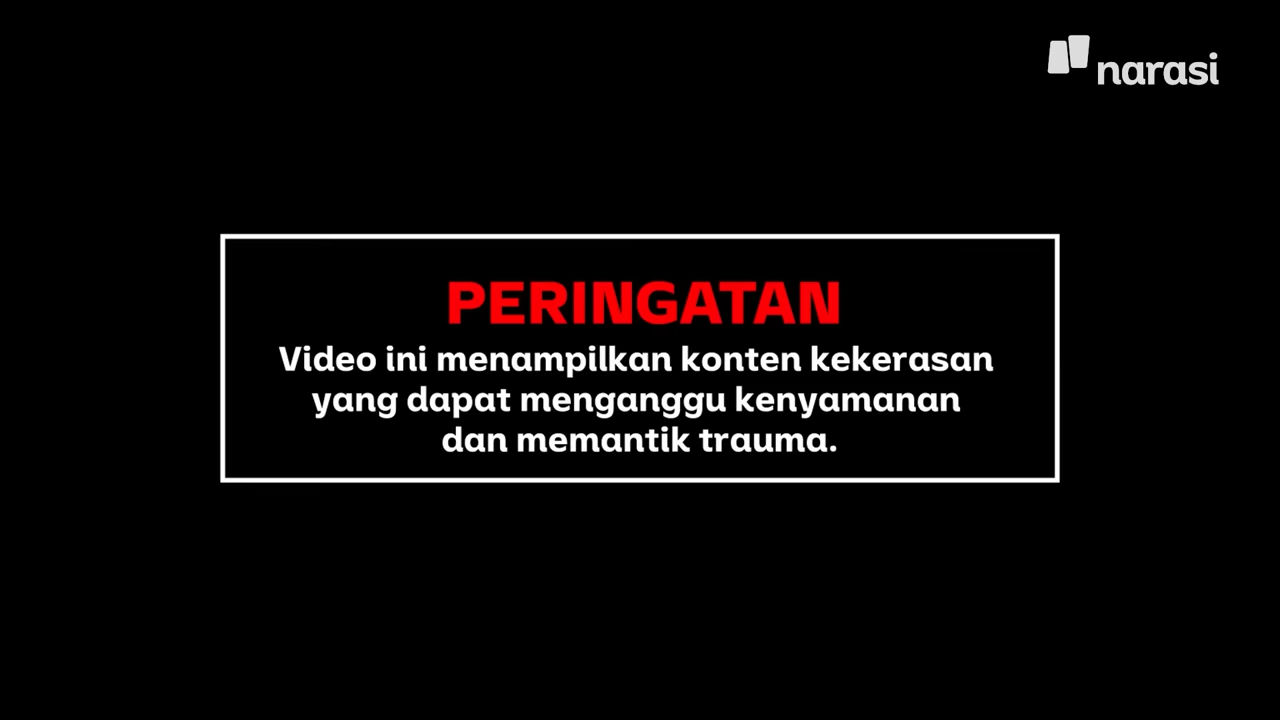 narasi
PERINGATAN
Video ini menampilkan konten kekerasan
yang dapat menganggu kenyamanan
dan memantik trauma.